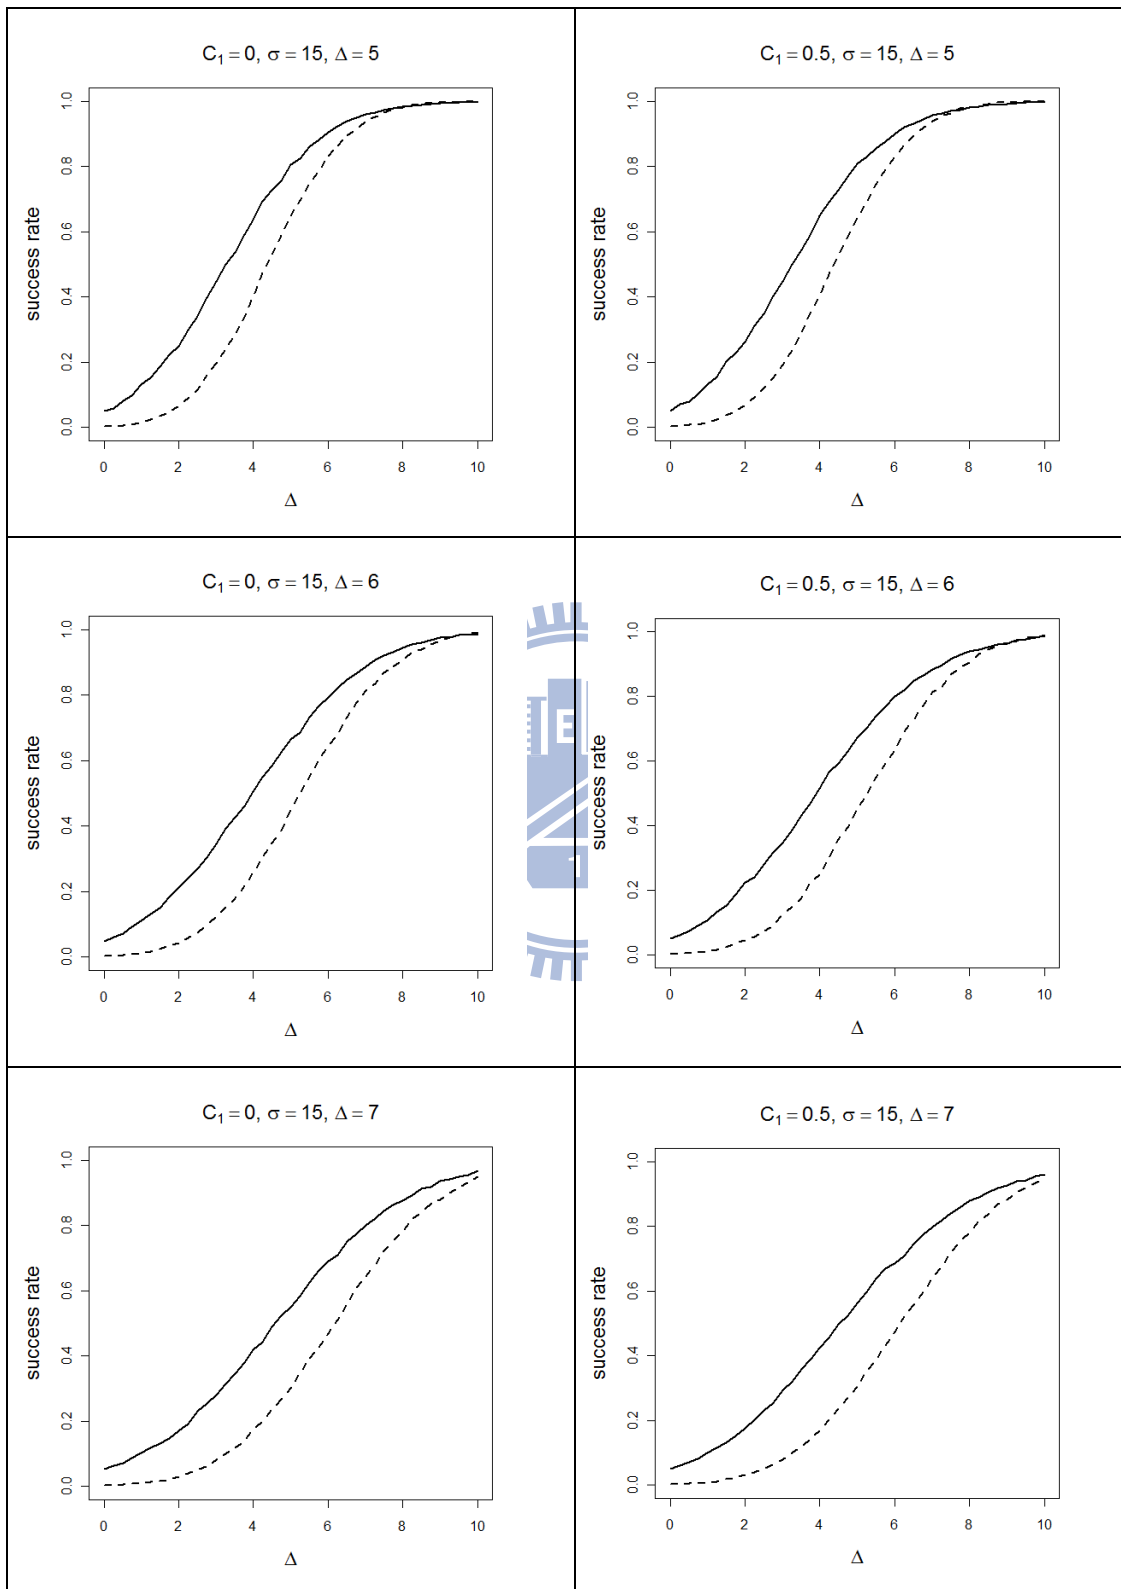 C1 = 0, σ = 15, Δ = 5
success rate
0.0 0.2 0.4 0.6 0.8 1.0
0 2 4 6 8 10
Δ
C1 = 0.5, σ = 15, Δ = 5
success rate
0.0 0.2 0.4 0.6 0.8 1.0
0 2 4 6 8 10
Δ
C1 = 0, σ = 15, Δ = 6
success rate
0.0 0.2 0.4 0.6 0.8 1.0
0 2 4 6 8 10
Δ
E
1
C1 = 0.5, σ = 15, Δ = 6
success rate
0.0 0.2 0.4 0.6 0.8 1.0
0 2 4 6 8 10
Δ
C1 = 0, σ = 15, Δ = 7
success rate
0.0 0.2 0.4 0.6 0.8 1.0
0 2 4 6 8 10
Δ
C1 = 0.5, σ = 15, Δ = 7
success rate
0.0 0.2 0.4 0.6 0.8 1.0
0 2 4 6 8 10
Δ